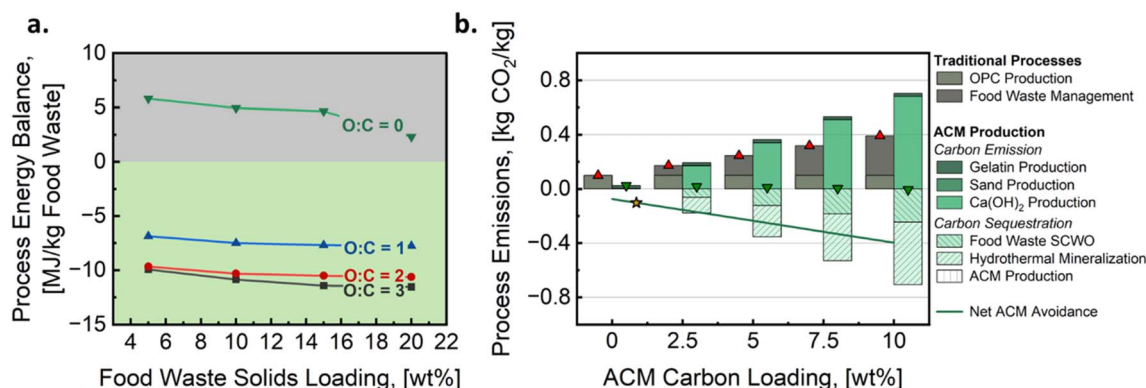 a.
Process Energy Balance,
[MJ/kg Food Waste]
10
5
0
−5
−10
−15
O:C = 0
O:C = 1
O:C = 2
O:C = 3
4 6 8 10 12 14 16 18 20 22
Food Waste Solids Loading, [wt%]
b.
Process Emissions, [kg CO₂/kg]
0.8
0.4
0.0
−0.4
−0.8
0 2.5 5 7.5 10
ACM Carbon Loading, [wt%]
Traditional Processes
OPC Production
Food Waste Management
ACM Production
Carbon Emission
Gelatin Production
Sand Production
Ca(OH)₂ Production
Carbon Sequestration
Food Waste SCWO
Hydrothermal Mineralization
ACM Production
Net ACM Avoidance